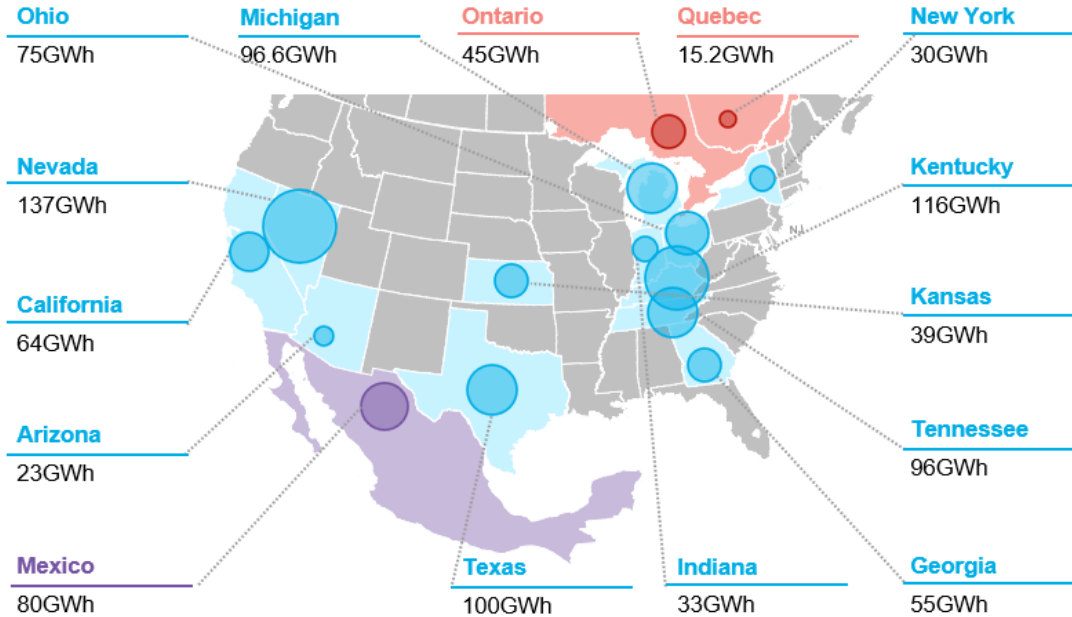 Ohio
75GWh
Michigan
96.6GWh
Ontario
45GWh
Quebec
15.2GWh
New York
30GWh
Nevada
137GWh
Kentucky
116GWh
NJ
California
64GWh
Kansas
39GWh
Arizona
23GWh
Tennessee
96GWh
Mexico
80GWh
Texas
100GWh
Indiana
33GWh
Georgia
55GWh